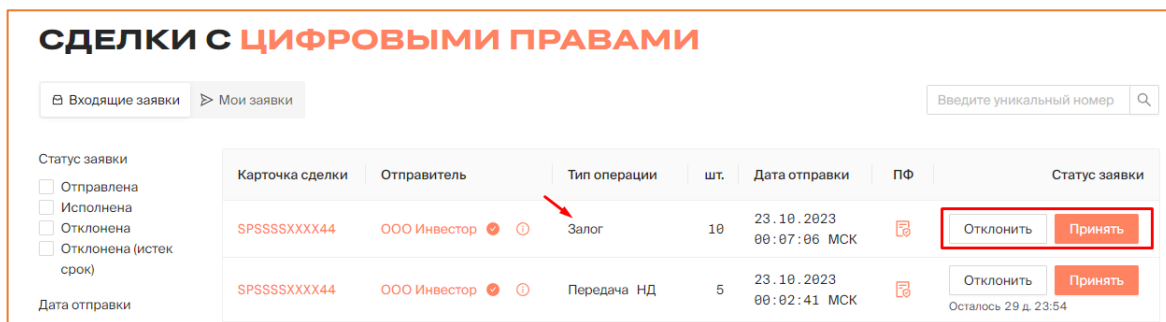 СДЕЛКИ С ЦИФРОВЫМИ ПРАВАМИ
Входящие заявки Мои заявки Введите уникальный номер
Статус заявки
Отправлена
Исполнена
Отклонена
Отклонена (истек
срок)
Дата отправки
Карточка сделки Отправитель Тип операции шт. Дата отправки ПФ Статус заявки
SPSSSSXXXX44 ООО Инвестор Залог 10 23.10.2023
00:07:06 МСК Отклонить Принять
SPSSSSXXXX44 ООО Инвестор Передача НД 5 23.10.2023
00:02:41 МСК Отклонить Принять
Осталось 29 д. 23:54